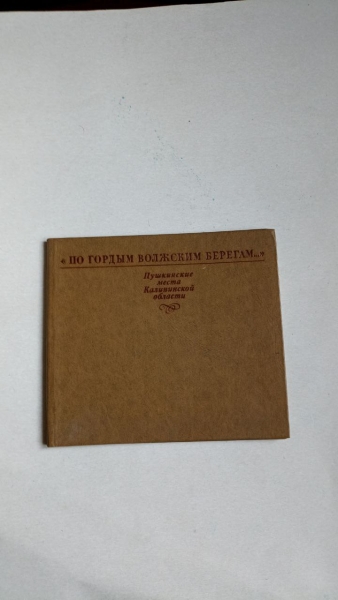 «ПО ГОРДЫМ ВОЛЖСКИМ БЕРЕГАМ...»
Пушкинские
места
Калининской
области